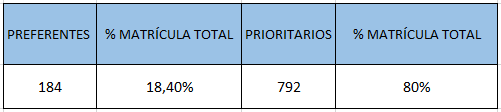 PREFERENTES % MATRÍCULA TOTAL PRIORITARIOS % MATRÍCULA TOTAL
184 18,40% 792 80%